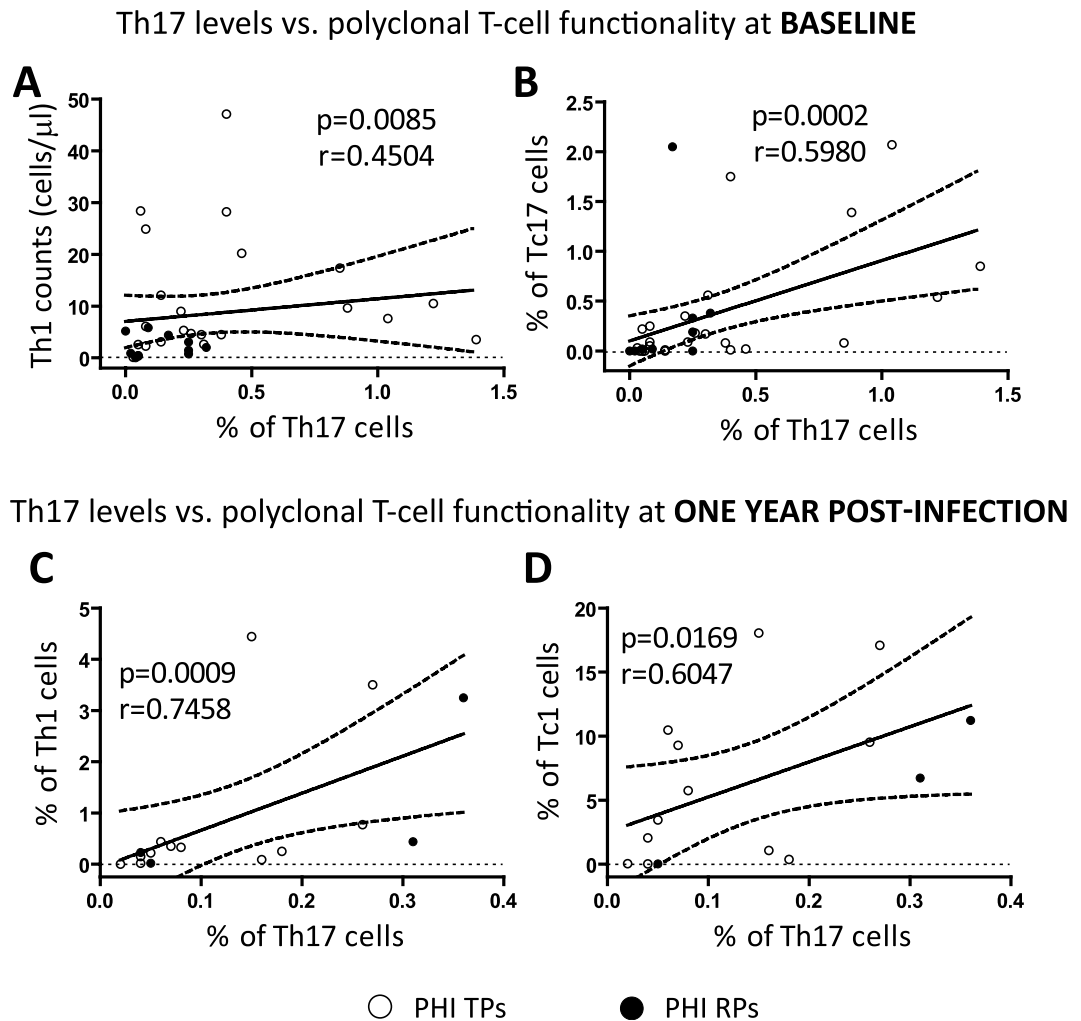 Th17 levels vs. polyclonal T-cell functionality at BASELINE
A
B
Th1 counts (cells/µl)
50
40
30
20
10
0
p=0.0085
r=0.4504
0.0 0.5 1.0 1.5
% of Th17 cells
% of Tc17 cells
2.5
2.0
1.5
1.0
0.5
0.0
p=0.0002
r=0.5980
0.0 0.5 1.0 1.5
% of Th17 cells
Th17 levels vs. polyclonal T-cell functionality at ONE YEAR POST-INFECTION
C
D
% of Th1 cells
5
4
3
2
1
0
p=0.0009
r=0.7458
0.0 0.1 0.2 0.3 0.4
% of Th17 cells
% of Tc1 cells
20
15
10
5
0
p=0.0169
r=0.6047
0.0 0.1 0.2 0.3 0.4
% of Th17 cells
PHI TPs PHI RPs